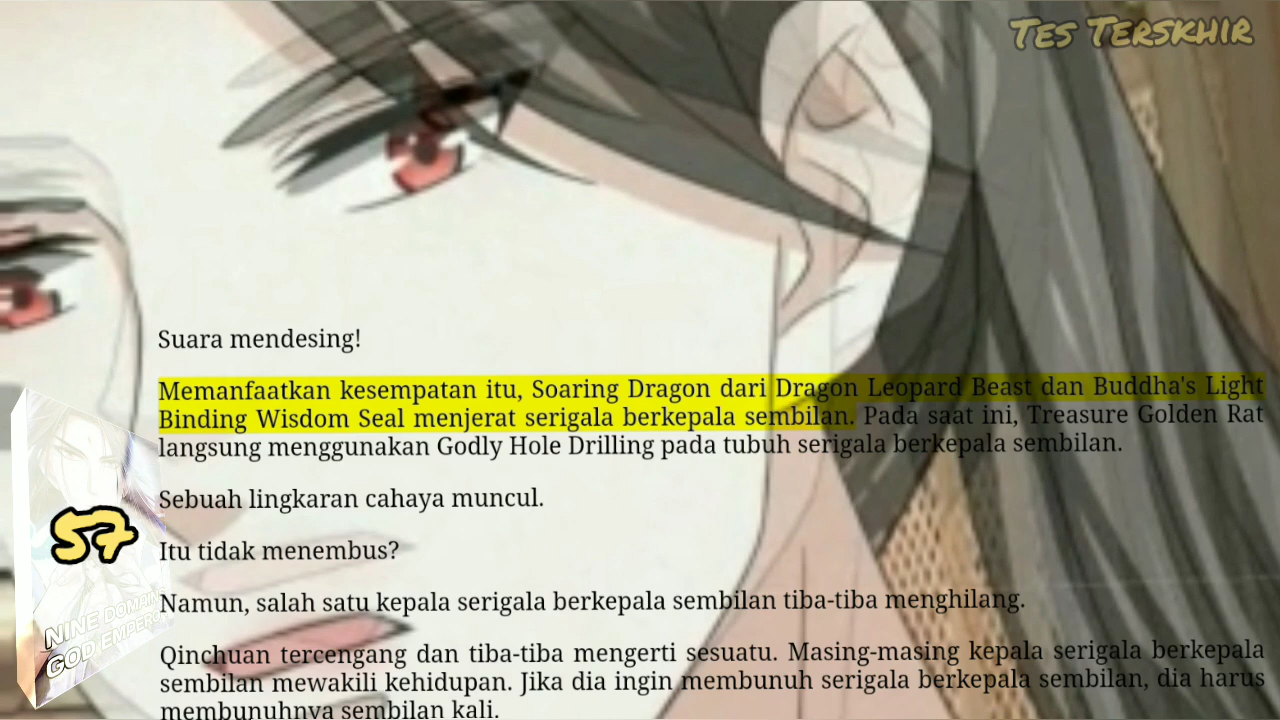 Tes Terskhir
Suara mendesing!
Memanfaatkan kesempatan itu, Soaring Dragon dari Dragon Leopard Beast dan Buddha's Light
Binding Wisdom Seal menjerat serigala berkepala sembilan. Pada saat ini, Treasure Golden Rat
langsung menggunakan Godly Hole Drilling pada tubuh serigala berkepala sembilan.
Sebuah lingkaran cahaya muncul.
57
Itu tidak menembus?
Namun, salah satu kepala serigala berkepala sembilan tiba-tiba menghilang.
NINE DOMAIN
GOD EMPEROR
Qinchuan tercengang dan tiba-tiba mengerti sesuatu. Masing-masing kepala serigala berkepala
sembilan mewakili kehidupan. Jika dia ingin membunuh serigala berkepala sembilan, dia harus
membunuhnya sembilan kali.